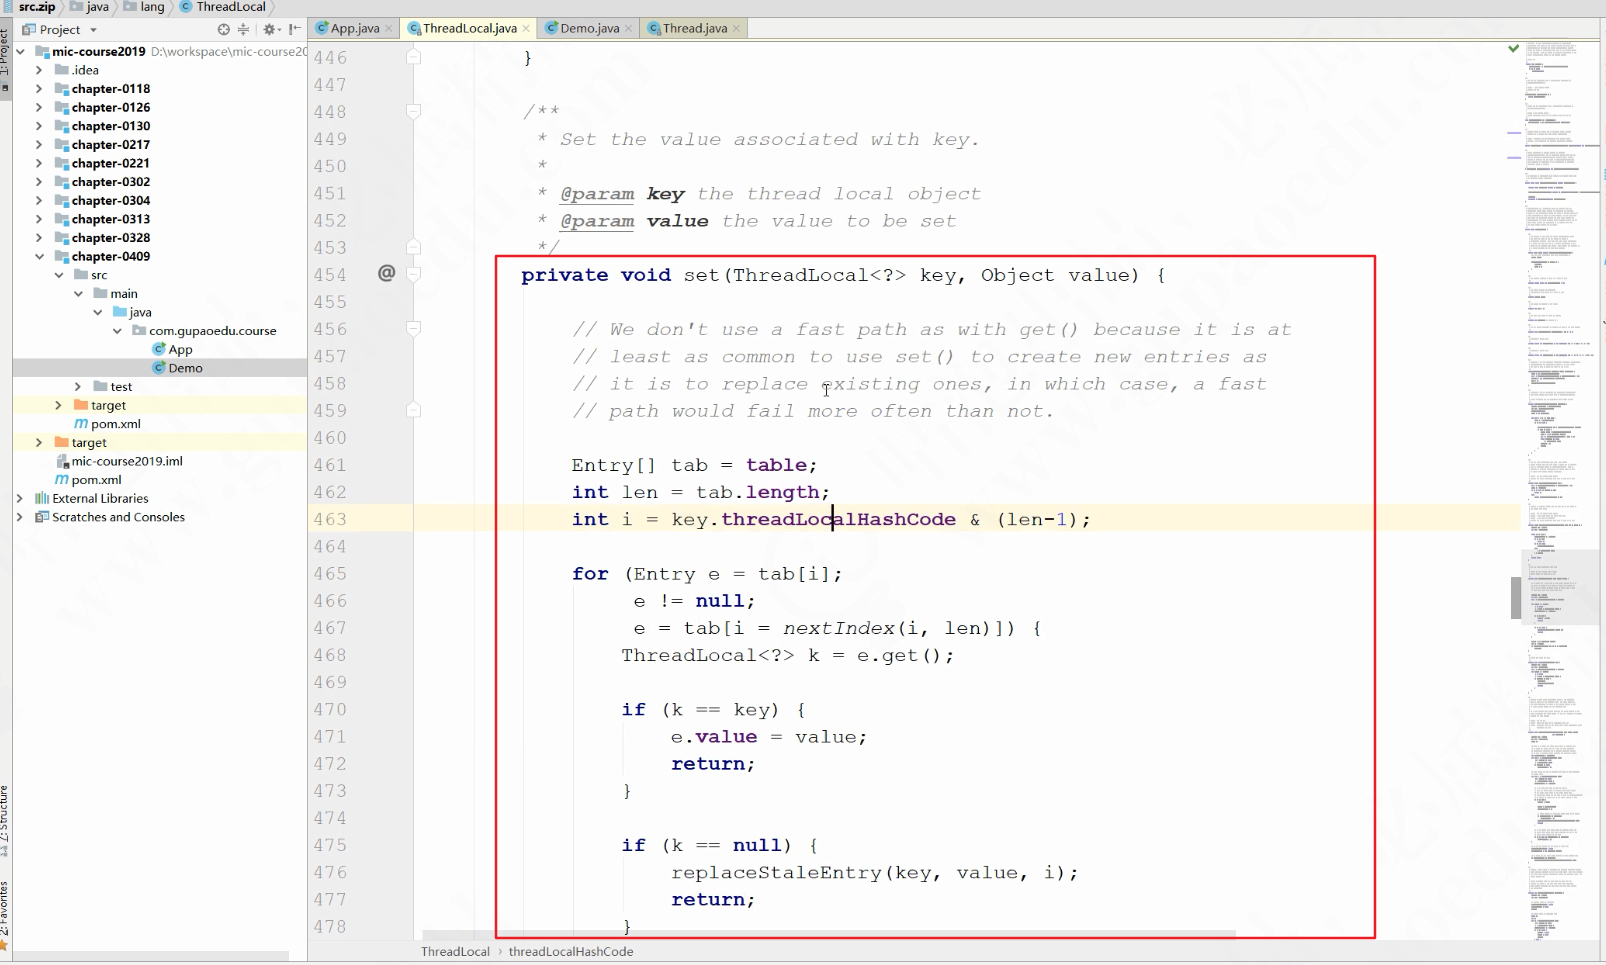 src.zip java lang ThreadLocal
Project
App.java ThreadLocal.java Demo.java Thread.java
1: Project
mic-course2019 D:\workspace\mic-course20
.idea
chapter-0118
chapter-0126
chapter-0130
chapter-0217
chapter-0221
chapter-0302
chapter-0304
chapter-0313
chapter-0328
chapter-0409
src
main
java
com.gupaoedu.course
App
Demo
test
target
pom.xml
target
mic-course2019.iml
pom.xml
External Libraries
Scratches and Consoles
7: Structure
2: Favorites
446 }
447
448 /**
449 * Set the value associated with key.
450 *
451 * @param key the thread local object
452 * @param value the value to be set
453 */
454 @ private void set(ThreadLocal<?> key, Object value) {
455
456 // We don't use a fast path as with get() because it is at
457 // least as common to use set() to create new entries as
458 // it is to replace existing ones, in which case, a fast
459 // path would fail more often than not.
460
461 Entry[] tab = table;
462 int len = tab.length;
463 int i = key.threadLocalHashCode & (len-1);
464
465 for (Entry e = tab[i];
466 e != null;
467 e = tab[i = nextIndex(i, len)]) {
468 ThreadLocal<?> k = e.get();
469
470 if (k == key) {
471 e.value = value;
472 return;
473 }
474
475 if (k == null) {
476 replaceStaleEntry(key, value, i);
477 return;
478 }
ThreadLocal › threadLocalHashCode